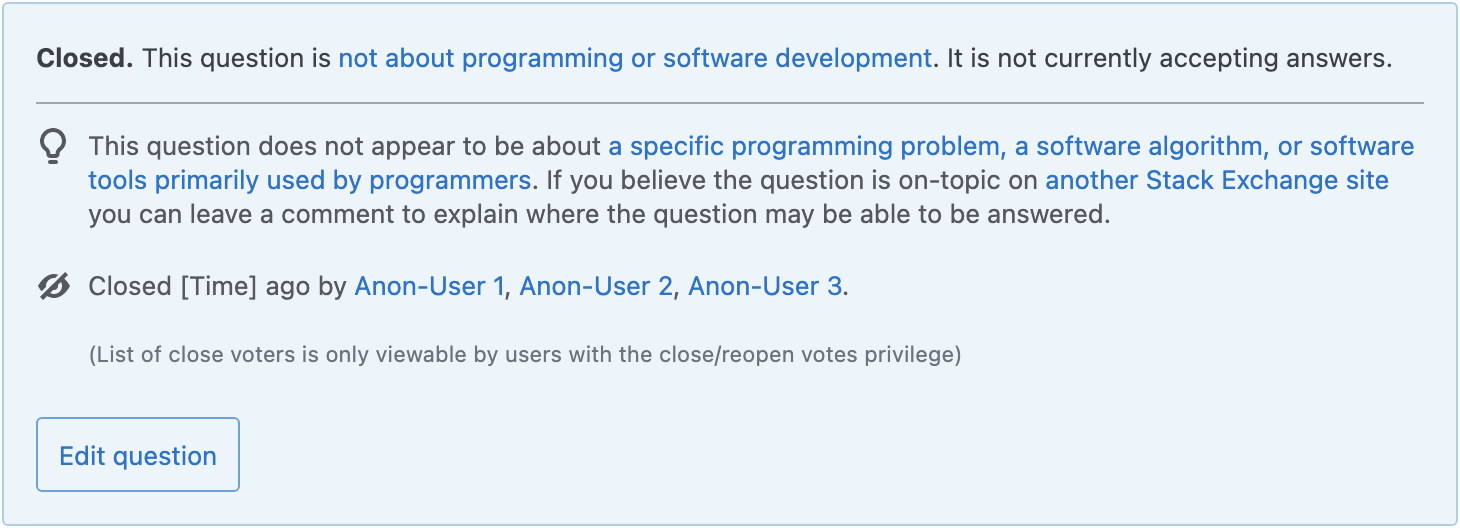 Closed. This question is not about programming or software development. It is not currently accepting answers.
This question does not appear to be about a specific programming problem, a software algorithm, or software
tools primarily used by programmers. If you believe the question is on-topic on another Stack Exchange site
you can leave a comment to explain where the question may be able to be answered.
Closed [Time] ago by Anon-User 1, Anon-User 2, Anon-User 3.
(List of close voters is only viewable by users with the close/reopen votes privilege)
Edit question